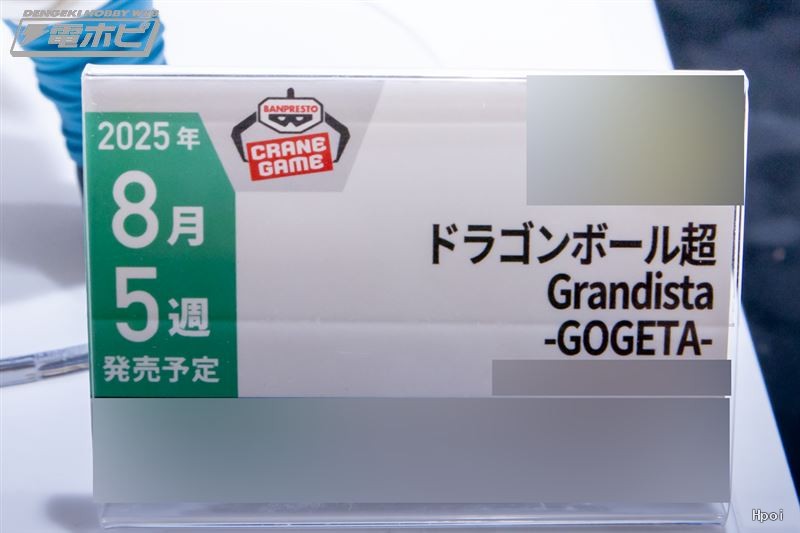 DENGEKI HOBBY WEB
電ホビ
BANPRESTO
CRANE
GAME
2025年
8月
5週
発売予定
ドラゴンボール超
Grandista
-GOGETA-
Hpoi